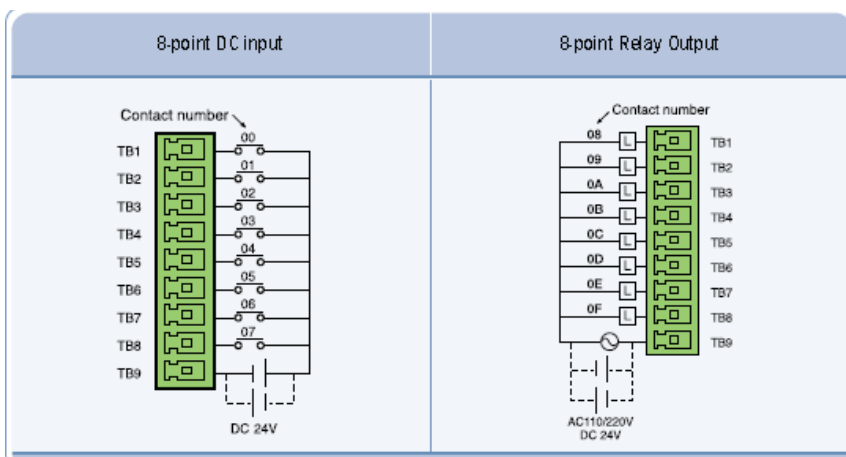 8-point DC input
Contact number
00
TB1
01
TB2
02
TB3
03
TB4
04
TB5
05
TB6
06
TB7
07
TB8
TB9
DC 24V
8-point Relay Output
Contact number
08
L
TB1
09
L
TB2
0A
L
TB3
0B
L
TB4
0C
L
TB5
0D
L
TB6
0E
L
TB7
0F
L
TB8
TB9
AC110/220V
DC 24V